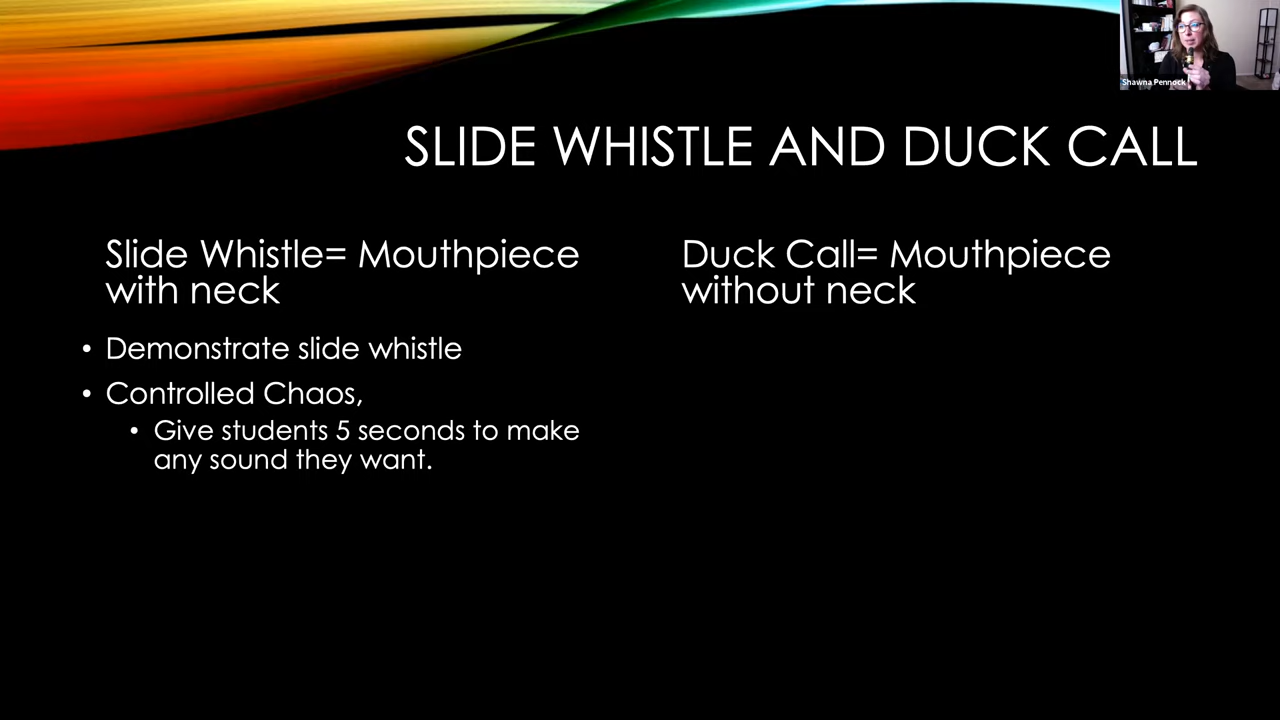 Shawna Pennock
SLIDE WHISTLE AND DUCK CALL
Slide Whistle= Mouthpiece
with neck
• Demonstrate slide whistle
• Controlled Chaos,
• Give students 5 seconds to make
any sound they want.
Duck Call= Mouthpiece
without neck